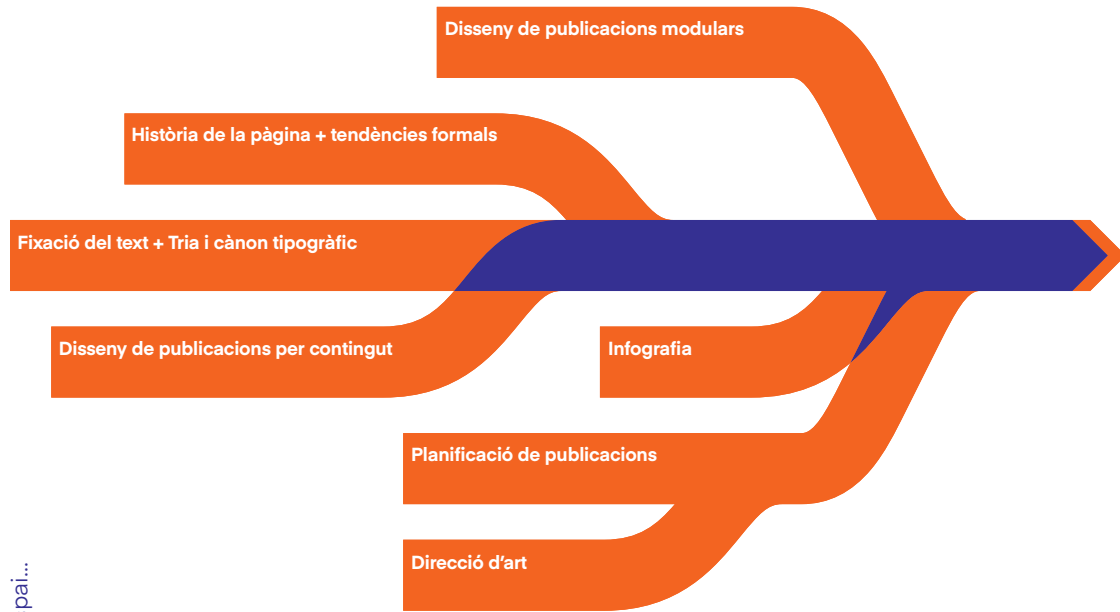 Disseny de publicacions modulars
Història de la pàgina + tendències formals
Fixació del text + Tria i cànon tipogràfic
Disseny de publicacions per contingut
Infografia
Planificació de publicacions
Direcció d’art